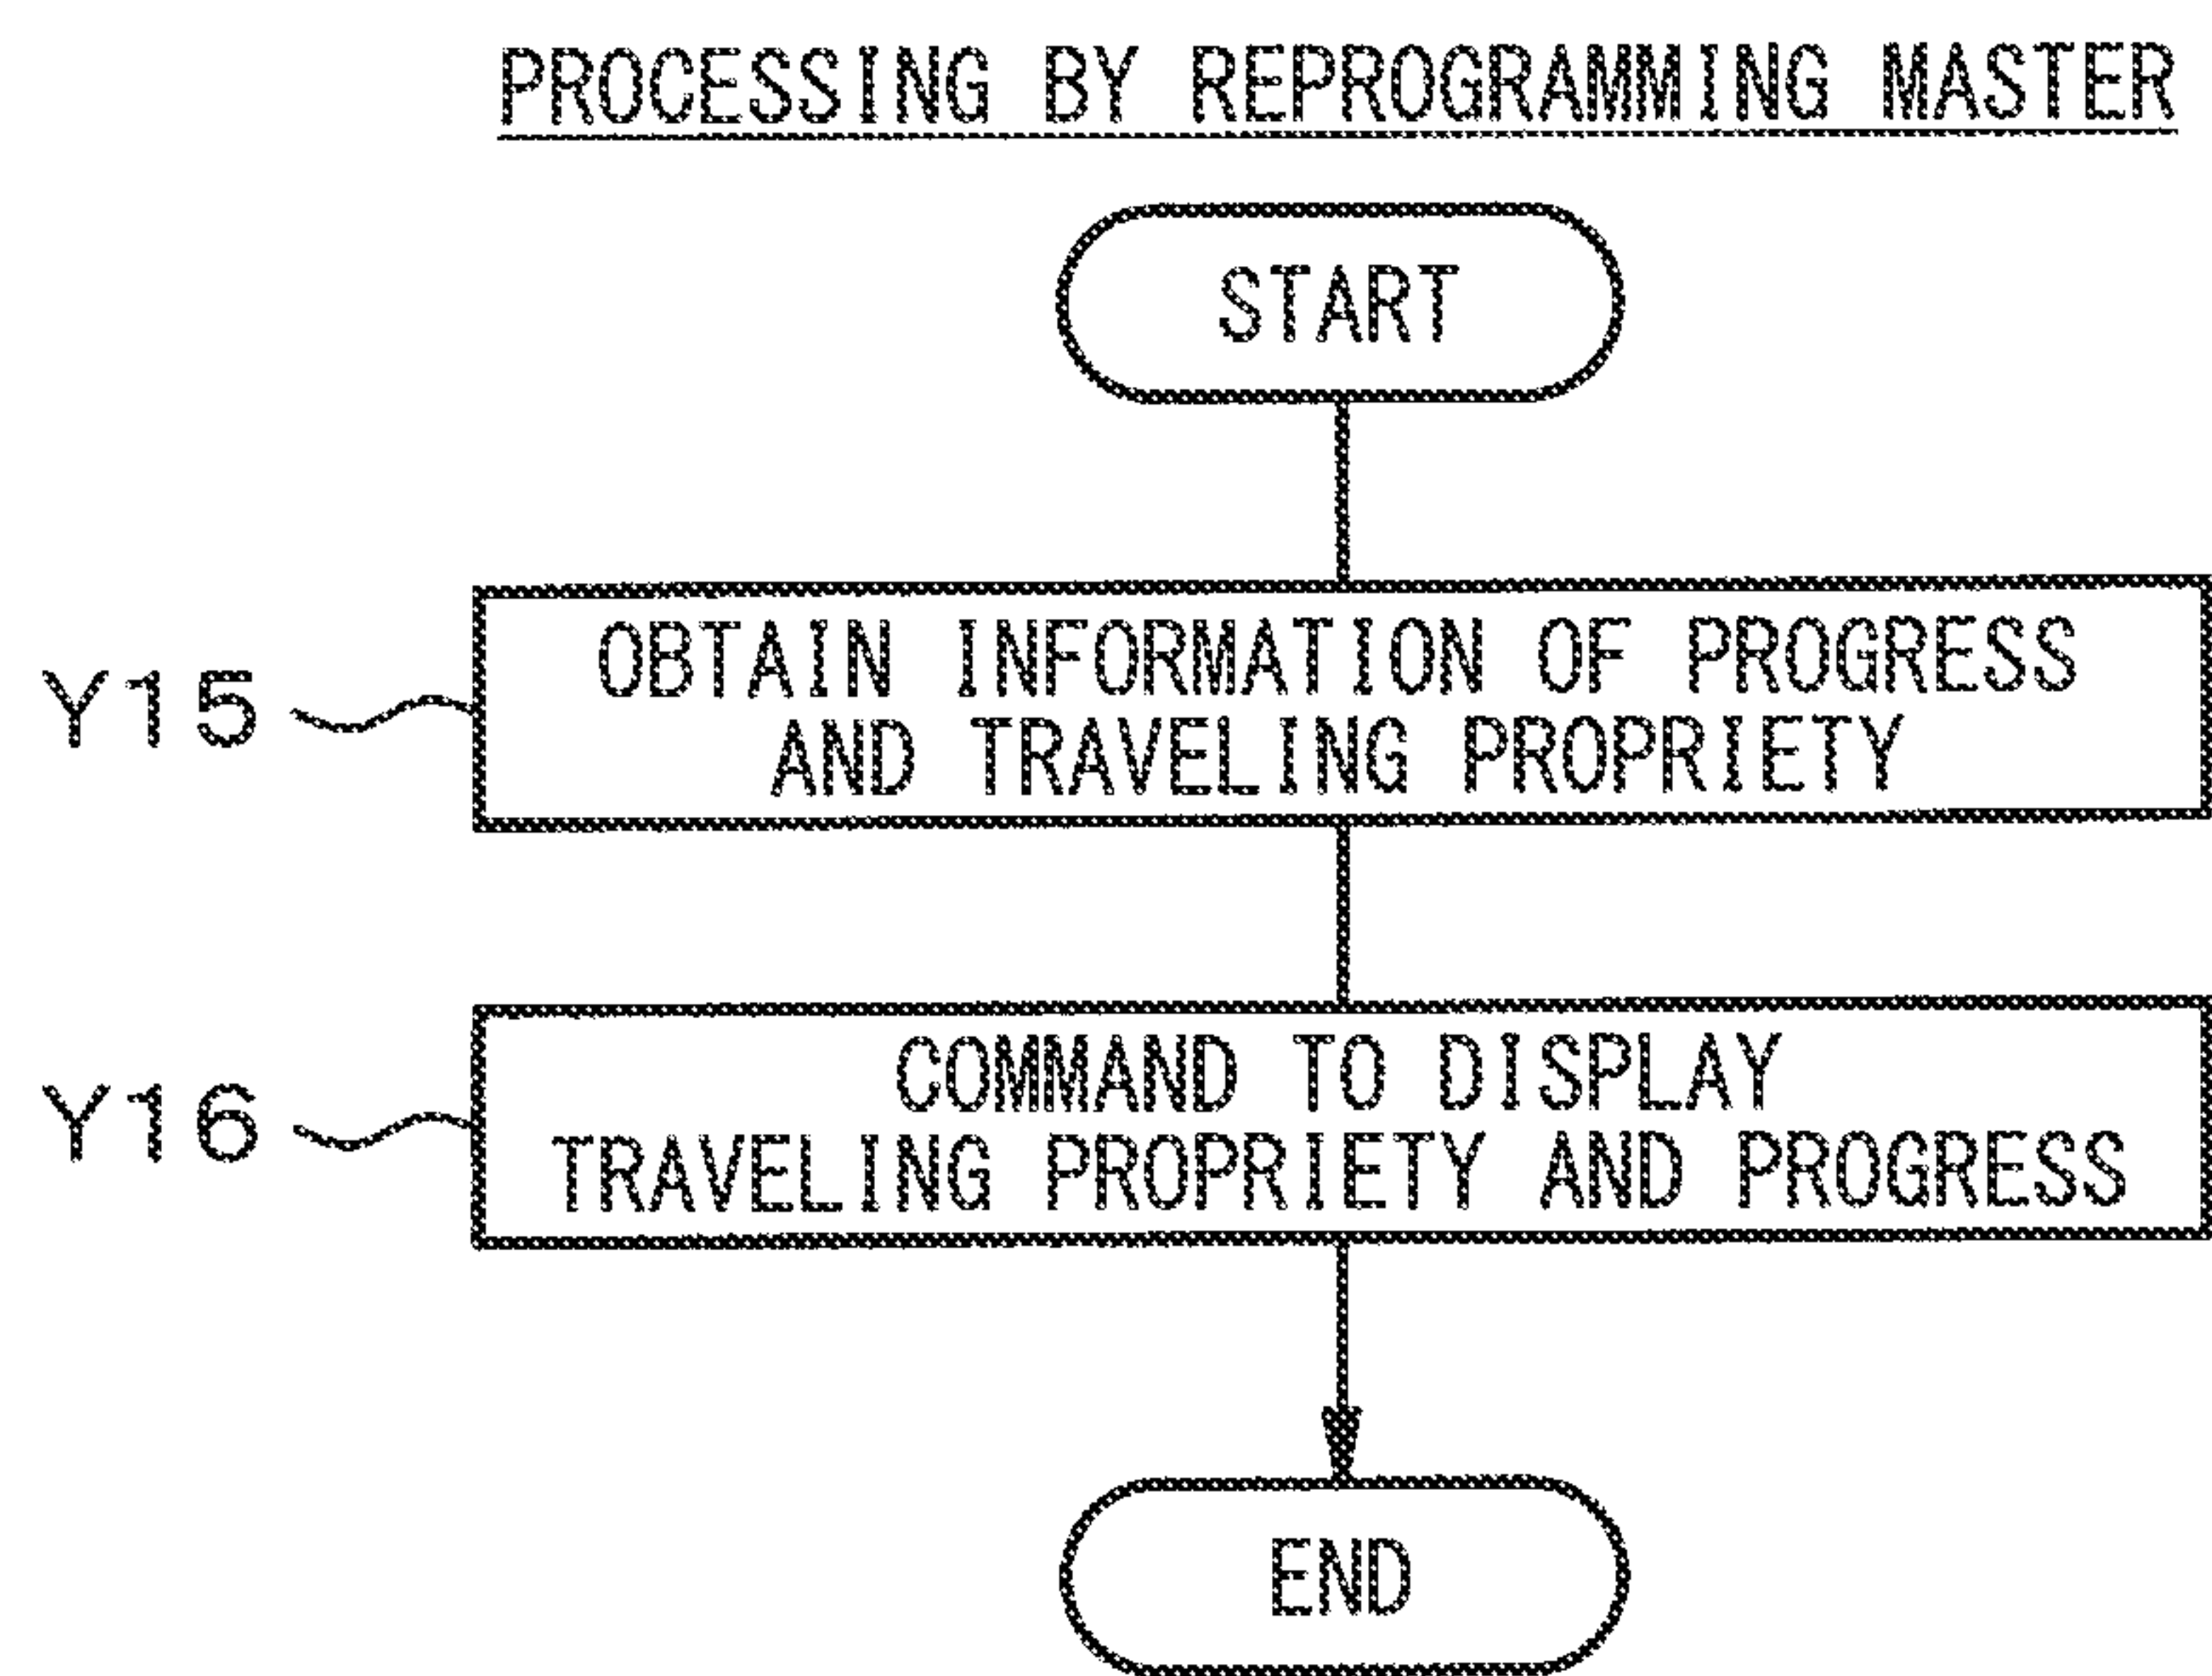 PROCESSING BY REPROGRAMMING MASTER
START
Y15
OBTAIN INFORMATION OF PROGRESS
AND TRAVELING PROPRIETY
Y16
COMMAND TO DISPLAY
TRAVELING PROPRIETY AND PROGRESS
END